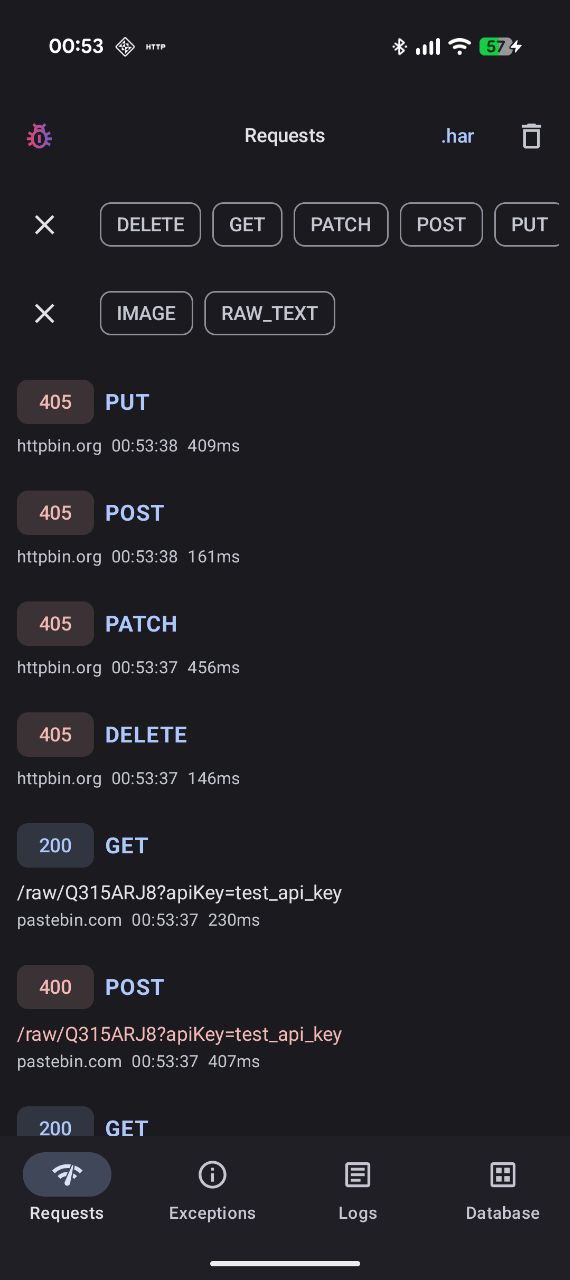 00:53 HTTP 57
Requests .har
DELETE GET PATCH POST PUT
IMAGE RAW_TEXT
405 PUT
httpbin.org 00:53:38 409ms
405 POST
httpbin.org 00:53:38 161ms
405 PATCH
httpbin.org 00:53:37 456ms
405 DELETE
httpbin.org 00:53:37 146ms
200 GET
/raw/Q315ARJ8?apiKey=test_api_key
pastebin.com 00:53:37 230ms
400 POST
/raw/Q315ARJ8?apiKey=test_api_key
pastebin.com 00:53:37 407ms
200 GET
Requests Exceptions Logs Database